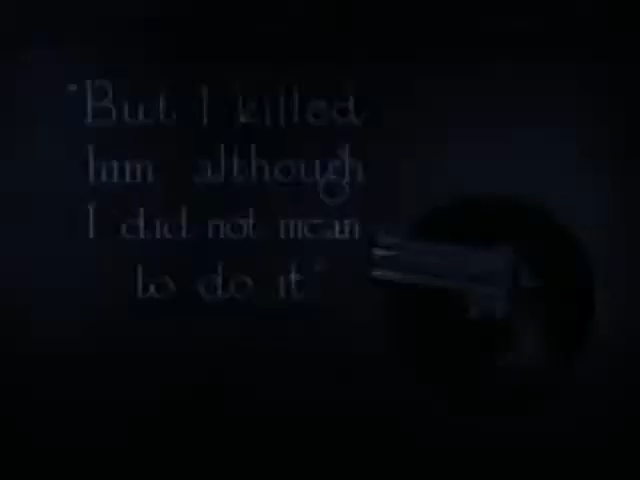 "But I killed
him although
I did not mean
to do it"